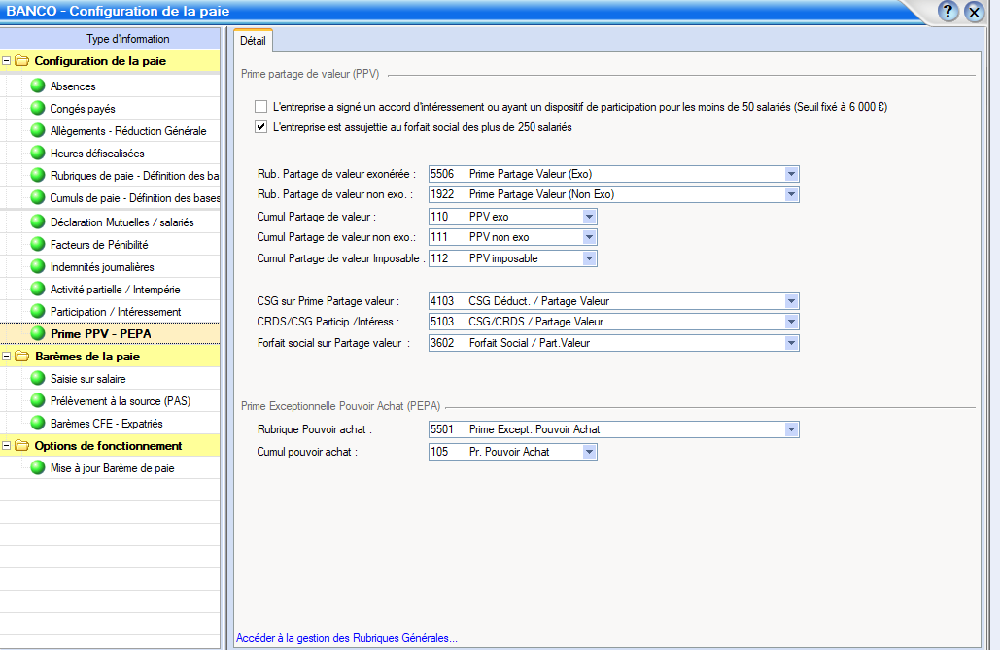 BANCO - Configuration de la paie
Type d'information
Configuration de la paie
Absences
Congés payés
Allègements - Réduction Générale
Heures défiscalisées
Rubriques de paie - Définition des ba
Cumuls de paie - Définition des bases
Déclaration Mutuelles / salariés
Facteurs de Pénibilité
Indemnités journalières
Activité partielle / Intempérie
Participation / Intéressement
Prime PPV - PEPA
Barèmes de la paie
Saisie sur salaire
Prélèvement à la source (PAS)
Barèmes CFE - Expatriés
Options de fonctionnement
Mise à jour Barème de paie
Détail
Prime partage de valeur (PPV)
L'entreprise a signé un accord d'intéressement ou ayant un dispositif de participation pour les moins de 50 salariés (Seuil fixé à 6 000 €)
L'entreprise est assujettie au forfait social des plus de 250 salariés
Rub. Partage de valeur exonérée : 5506 Prime Partage Valeur (Exo)
Rub. Partage de valeur non exo. : 1922 Prime Partage Valeur (Non Exo)
Cumul Partage de valeur : 110 PPV exo
Cumul Partage de valeur non exo.: 111 PPV non exo
Cumul Partage de valeur Imposable : 112 PPV imposable
CSG sur Prime Partage valeur : 4103 CSG Déduct. / Partage Valeur
CRDS/CSG Particip./Intéress.: 5103 CSG/CRDS / Partage Valeur
Forfait social sur Partage valeur : 3602 Forfait Social / Part.Valeur
Prime Exceptionnelle Pouvoir Achat (PEPA)
Rubrique Pouvoir achat : 5501 Prime Except. Pouvoir Achat
Cumul pouvoir achat : 105 Pr. Pouvoir Achat
Accéder à la gestion des Rubriques Générales...